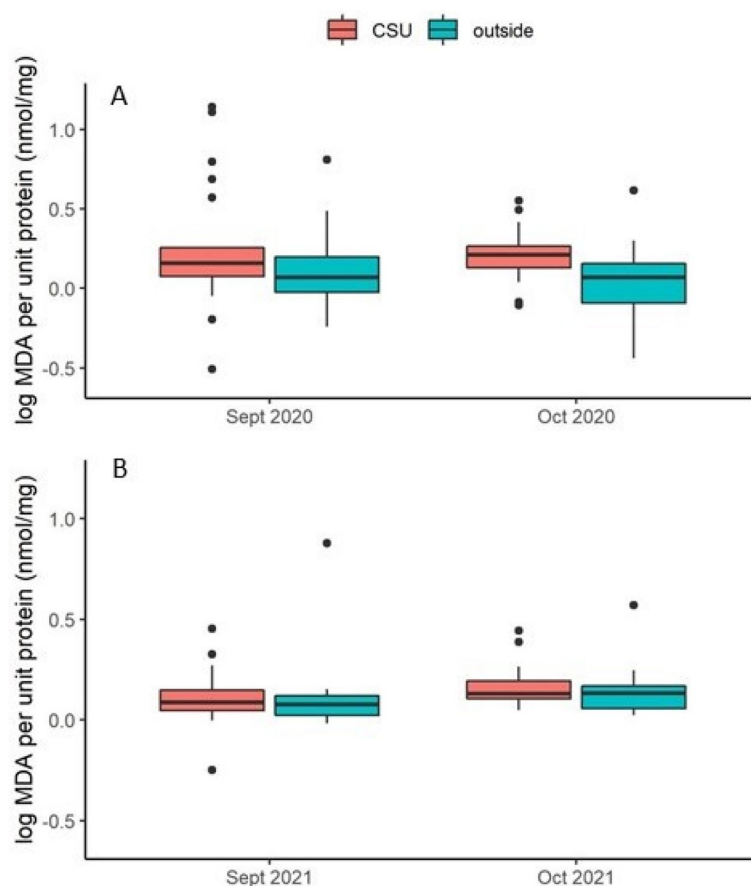 CSU outside
A
log MDA per unit protein (nmol/mg)
1.0
0.5
0.0
-0.5
Sept 2020 Oct 2020
B
log MDA per unit protein (nmol/mg)
1.0
0.5
0.0
-0.5
Sept 2021 Oct 2021